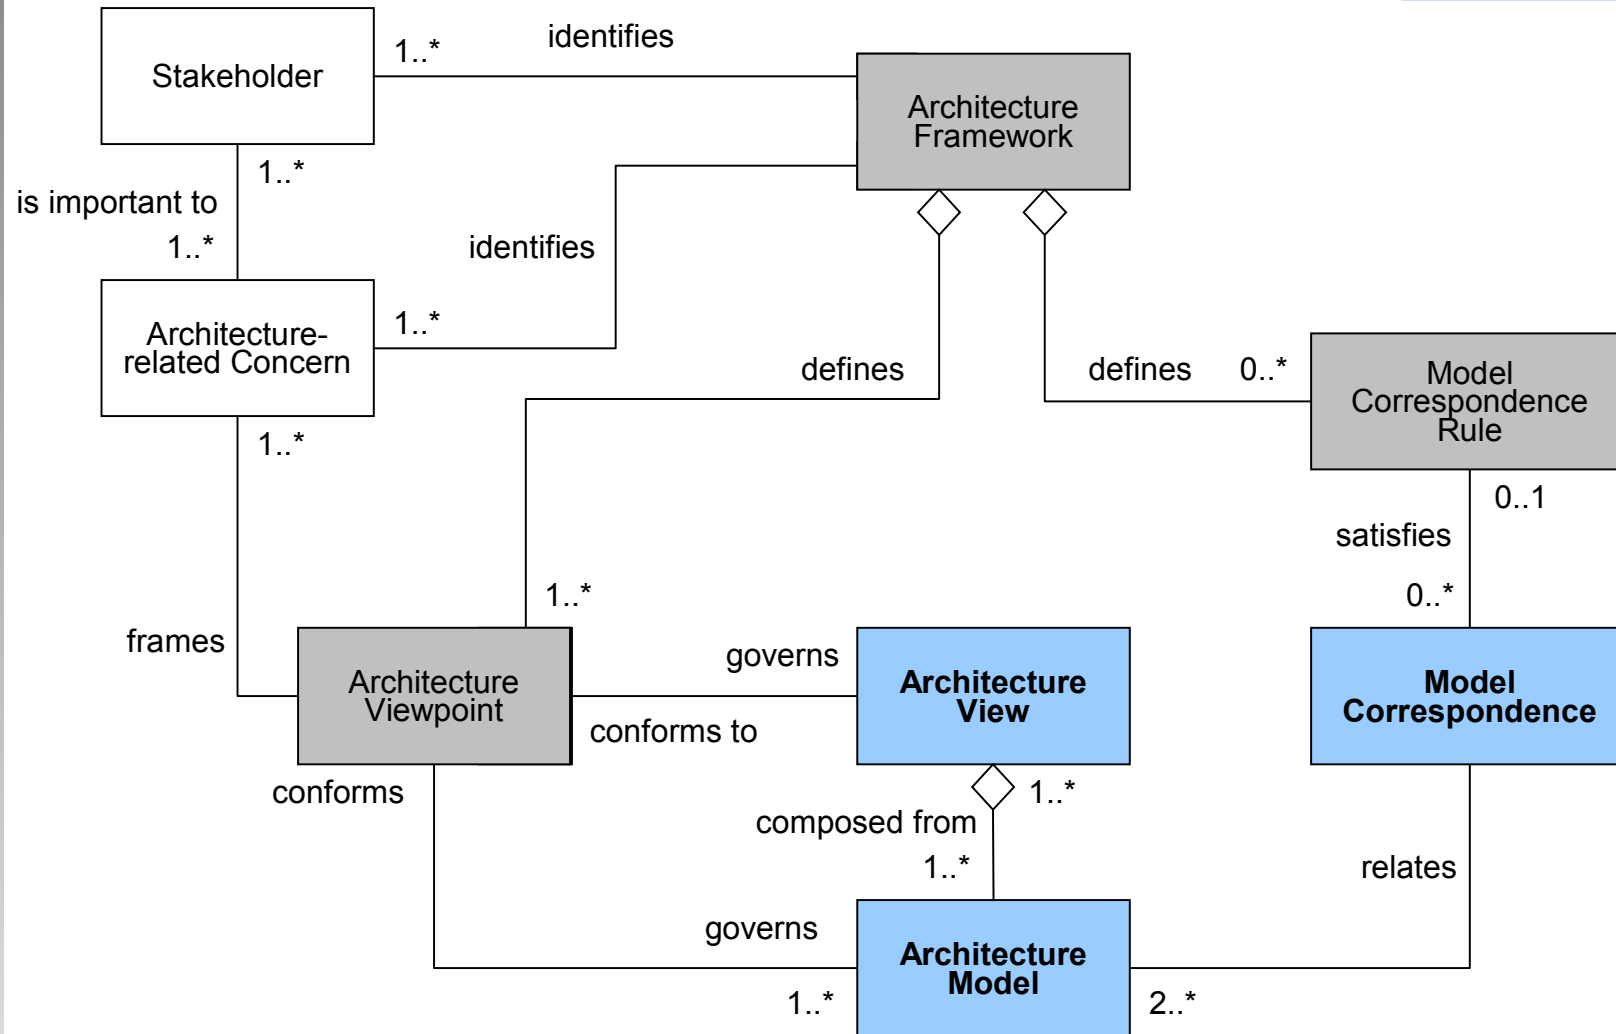 identifies
1..*
Stakeholder
Architecture
Framework
1..*
is important to
1..*
identifies
1..*
Architecture-
related Concern
defines
defines
0..*
Model
Correspondence
Rule
1..*
0..1
satisfies
1..*
0..*
frames
governs
Architecture
Viewpoint
Architecture
View
Model
Correspondence
conforms to
conforms
1..*
composed from
1..*
relates
governs
Architecture
Model
1..*
2..*